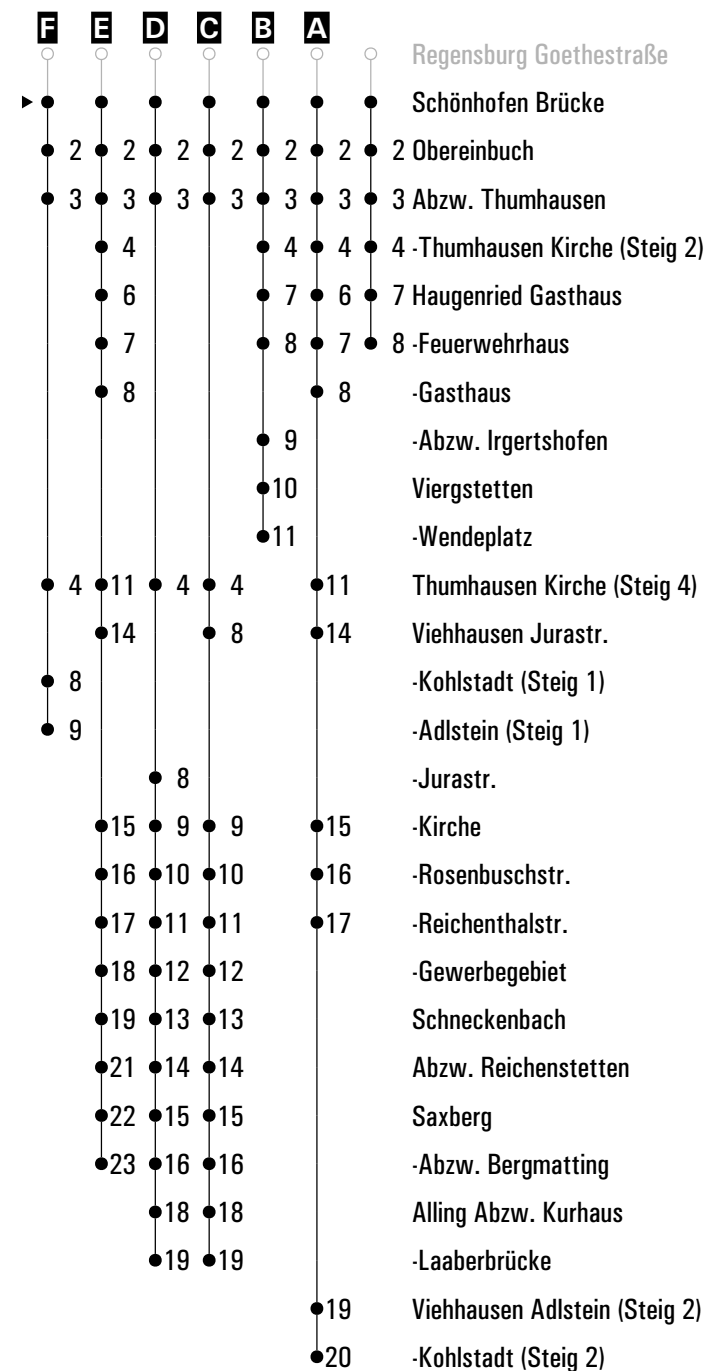 F E D C B A
Regensburg Goethestraße
Schönhofen Brücke
2 2 2 2 2 2 2 Obereinbuch
3 3 3 3 3 3 3 Abzw. Thumhausen
4 4 4 4 -Thumhausen Kirche (Steig 2)
6 7 6 7 Haugenried Gasthaus
7 8 7 8 -Feuerwehrhaus
8 8 -Gasthaus
9 -Abzw. Irgertshofen
10 Viergstetten
11 -Wendeplatz
4 11 4 4 11 Thumhausen Kirche (Steig 4)
14 8 14 Viehhausen Jurastr.
8 -Kohlstadt (Steig 1)
9 -Adlstein (Steig 1)
8 -Jurastr.
15 9 9 15 -Kirche
16 10 10 16 -Rosenbuschstr.
17 11 11 17 -Reichenthalstr.
18 12 12 -Gewerbegebiet
19 13 13 Schneckenbach
21 14 14 Abzw. Reichenstetten
22 15 15 Saxberg
23 16 16 -Abzw. Bergmatting
18 18 Alling Abzw. Kurhaus
19 19 -Laaberbrücke
19 Viehhausen Adlstein (Steig 2)
20 -Kohlstadt (Steig 2)